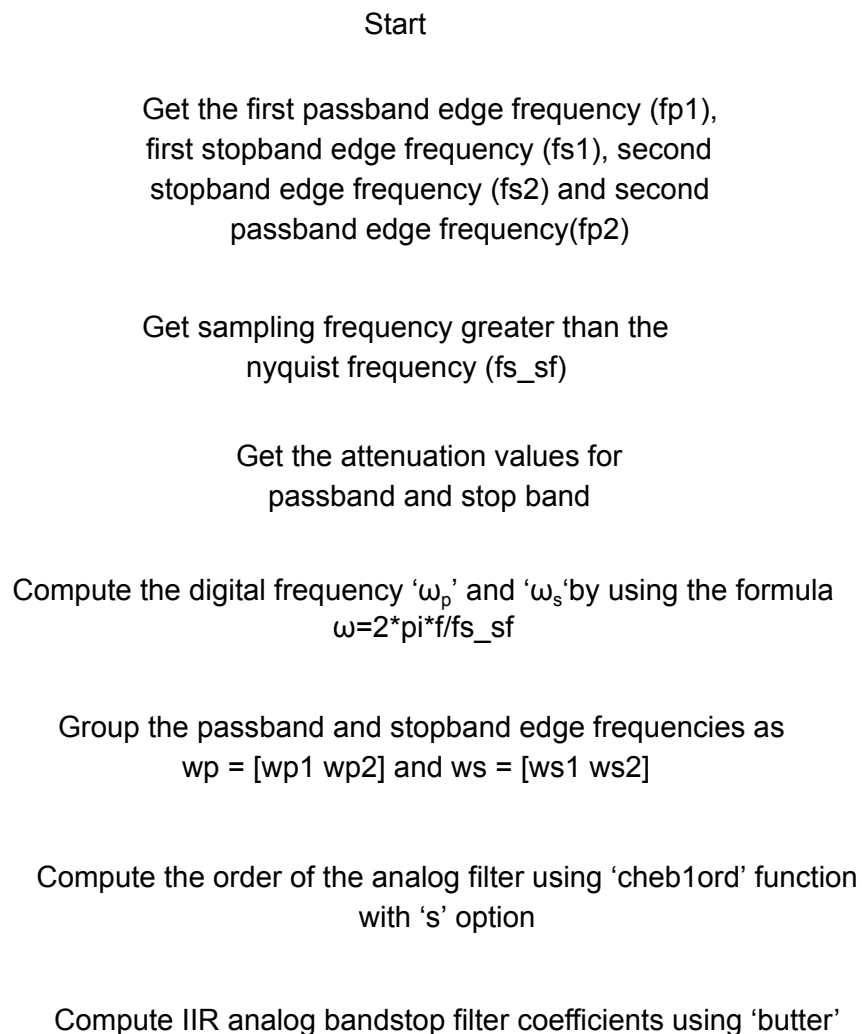 Start
Get the first passband edge frequency (fp1),
first stopband edge frequency (fs1), second
stopband edge frequency (fs2) and second
passband edge frequency(fp2)
Get sampling frequency greater than the
nyquist frequency (fs_sf)
Get the attenuation values for
passband and stop band
Compute the digital frequency ‘ωp’ and ‘ωs‘by using the formula
ω=2*pi*f/fs_sf
Group the passband and stopband edge frequencies as
wp = [wp1 wp2] and ws = [ws1 ws2]
Compute the order of the analog filter using ‘cheb1ord’ function
with ‘s’ option
Compute IIR analog bandstop filter coefficients using ‘butter’